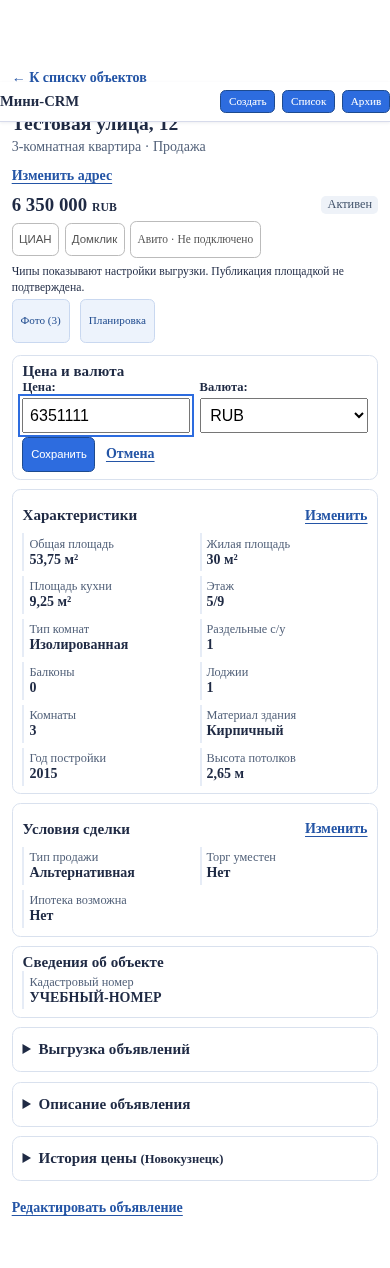 ← К списку объектов
Мини-CRM
Создать Список Архив
Тестовая улица, 12
3-комнатная квартира · Продажа
Изменить адрес
6 350 000 RUB
Активен
ЦИАН Домклик Авито · Не подключено
Чипы показывают настройки выгрузки. Публикация площадкой не
подтверждена.
Фото (3) Планировка
Цена и валюта
Цена: Валюта:
6351111 RUB
Сохранить Отмена
Характеристики Изменить
Общая площадь Жилая площадь
53,75 м² 30 м²
Площадь кухни Этаж
9,25 м² 5/9
Тип комнат Раздельные с/у
Изолированная 1
Балконы Лоджии
0 1
Комнаты Материал здания
3 Кирпичный
Год постройки Высота потолков
2015 2,65 м
Условия сделки Изменить
Тип продажи Торг уместен
Альтернативная Нет
Ипотека возможна
Нет
Сведения об объекте
Кадастровый номер
УЧЕБНЫЙ-НОМЕР
Выгрузка объявлений
Описание объявления
История цены (Новокузнецк)
Редактировать объявление